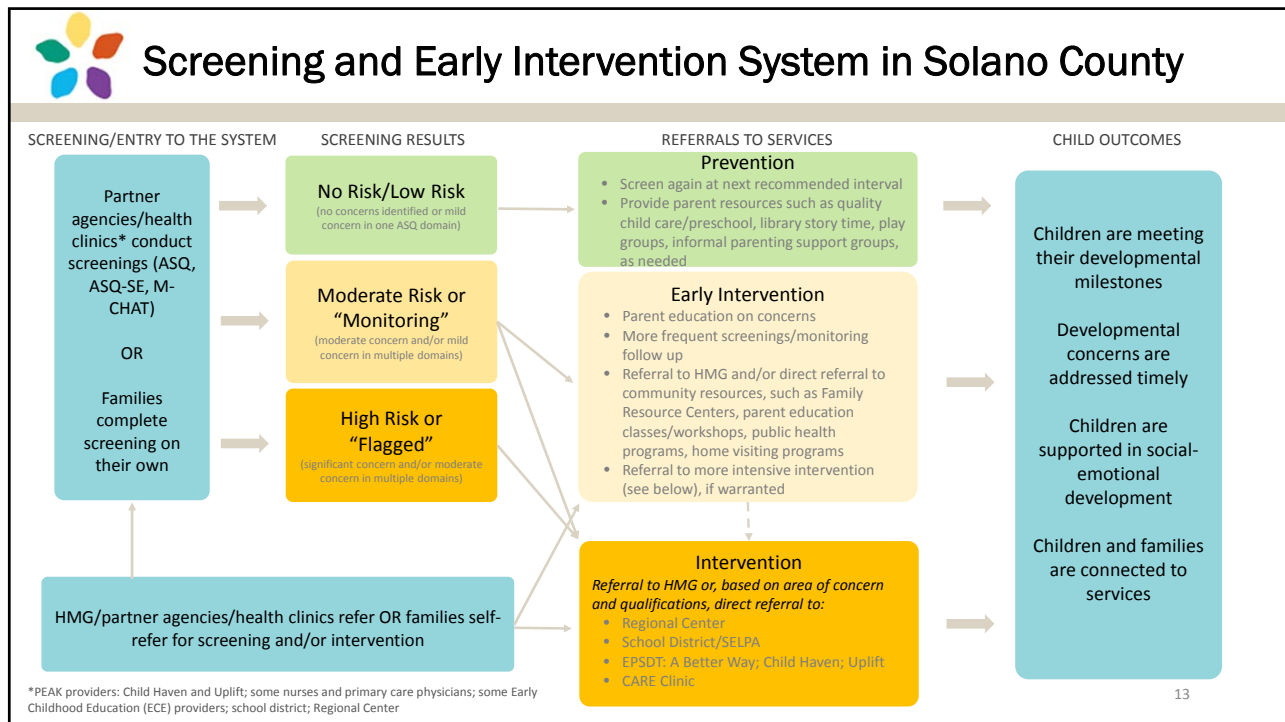 Screening and Early Intervention System in Solano County
SCREENING/ENTRY TO THE SYSTEM
SCREENING RESULTS
REFERRALS TO SERVICES
CHILD OUTCOMES
Partner
agencies/health
clinics* conduct
screenings (ASQ,
ASQ-SE, M-
CHAT)
OR
Families
complete
screening on
their own
No Risk/Low Risk
(no concerns identified or mild
concern in one ASQ domain)
Moderate Risk or
“Monitoring”
(moderate concern and/or mild
concern in multiple domains)
High Risk or
“Flagged”
(significant concern and/or moderate
concern in multiple domains)
Prevention
• Screen again at next recommended interval
• Provide parent resources such as quality
child care/preschool, library story time, play
groups, informal parenting support groups,
as needed
Early Intervention
• Parent education on concerns
• More frequent screenings/monitoring
follow up
• Referral to HMG and/or direct referral to
community resources, such as Family
Resource Centers, parent education
classes/workshops, public health
programs, home visiting programs
• Referral to more intensive intervention
(see below), if warranted
Intervention
Referral to HMG or, based on area of concern
and qualifications, direct referral to:
• Regional Center
• School District/SELPA
• EPSDT: A Better Way; Child Haven; Uplift
• CARE Clinic
Children are meeting
their developmental
milestones
Developmental
concerns are
addressed timely
Children are
supported in social-
emotional
development
Children and families
are connected to
services
HMG/partner agencies/health clinics refer OR families self-
refer for screening and/or intervention
*PEAK providers: Child Haven and Uplift; some nurses and primary care physicians; some Early
Childhood Education (ECE) providers; school district; Regional Center
13